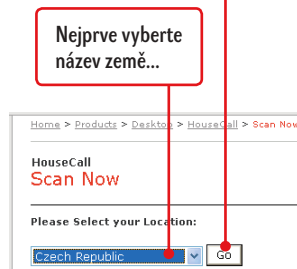 Nejprve vyberte
název země...
Home > Products > Desktop > HouseCall > Scan Now
HouseCall
Scan Now
Please Select your Location:
Czech Republic Go